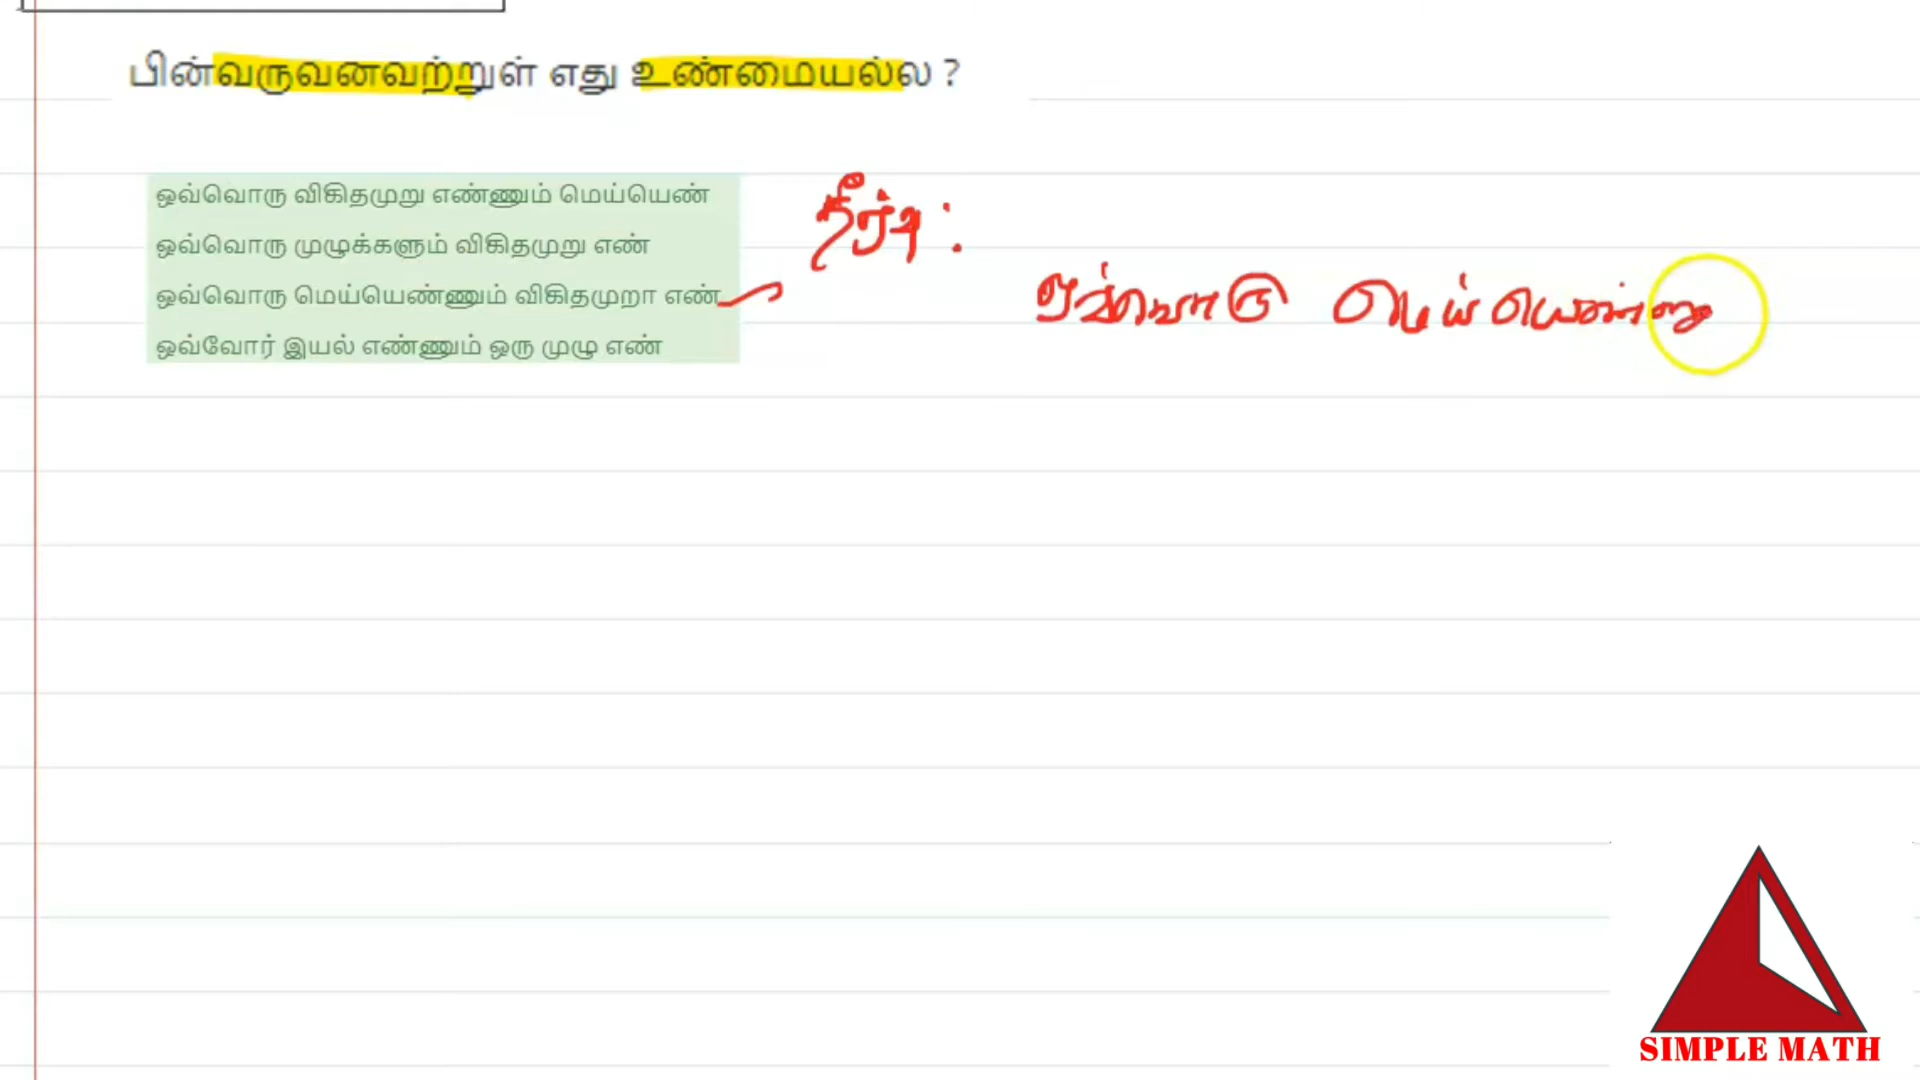 பின்வருவனவற்றுள் எது உண்மையல்ல ?
ஒவ்வொரு விகிதமுறு எண்ணும் மெய்யெண்
ஒவ்வொரு முழுக்களும் விகிதமுறு எண்
ஒவ்வொரு மெய்யெண்ணும் விகிதமுறா எண்
ஒவ்வோர் இயல் எண்ணும் ஒரு முழு எண்
தீர்வு :
ஒவ்வொரு
SIMPLE MATH